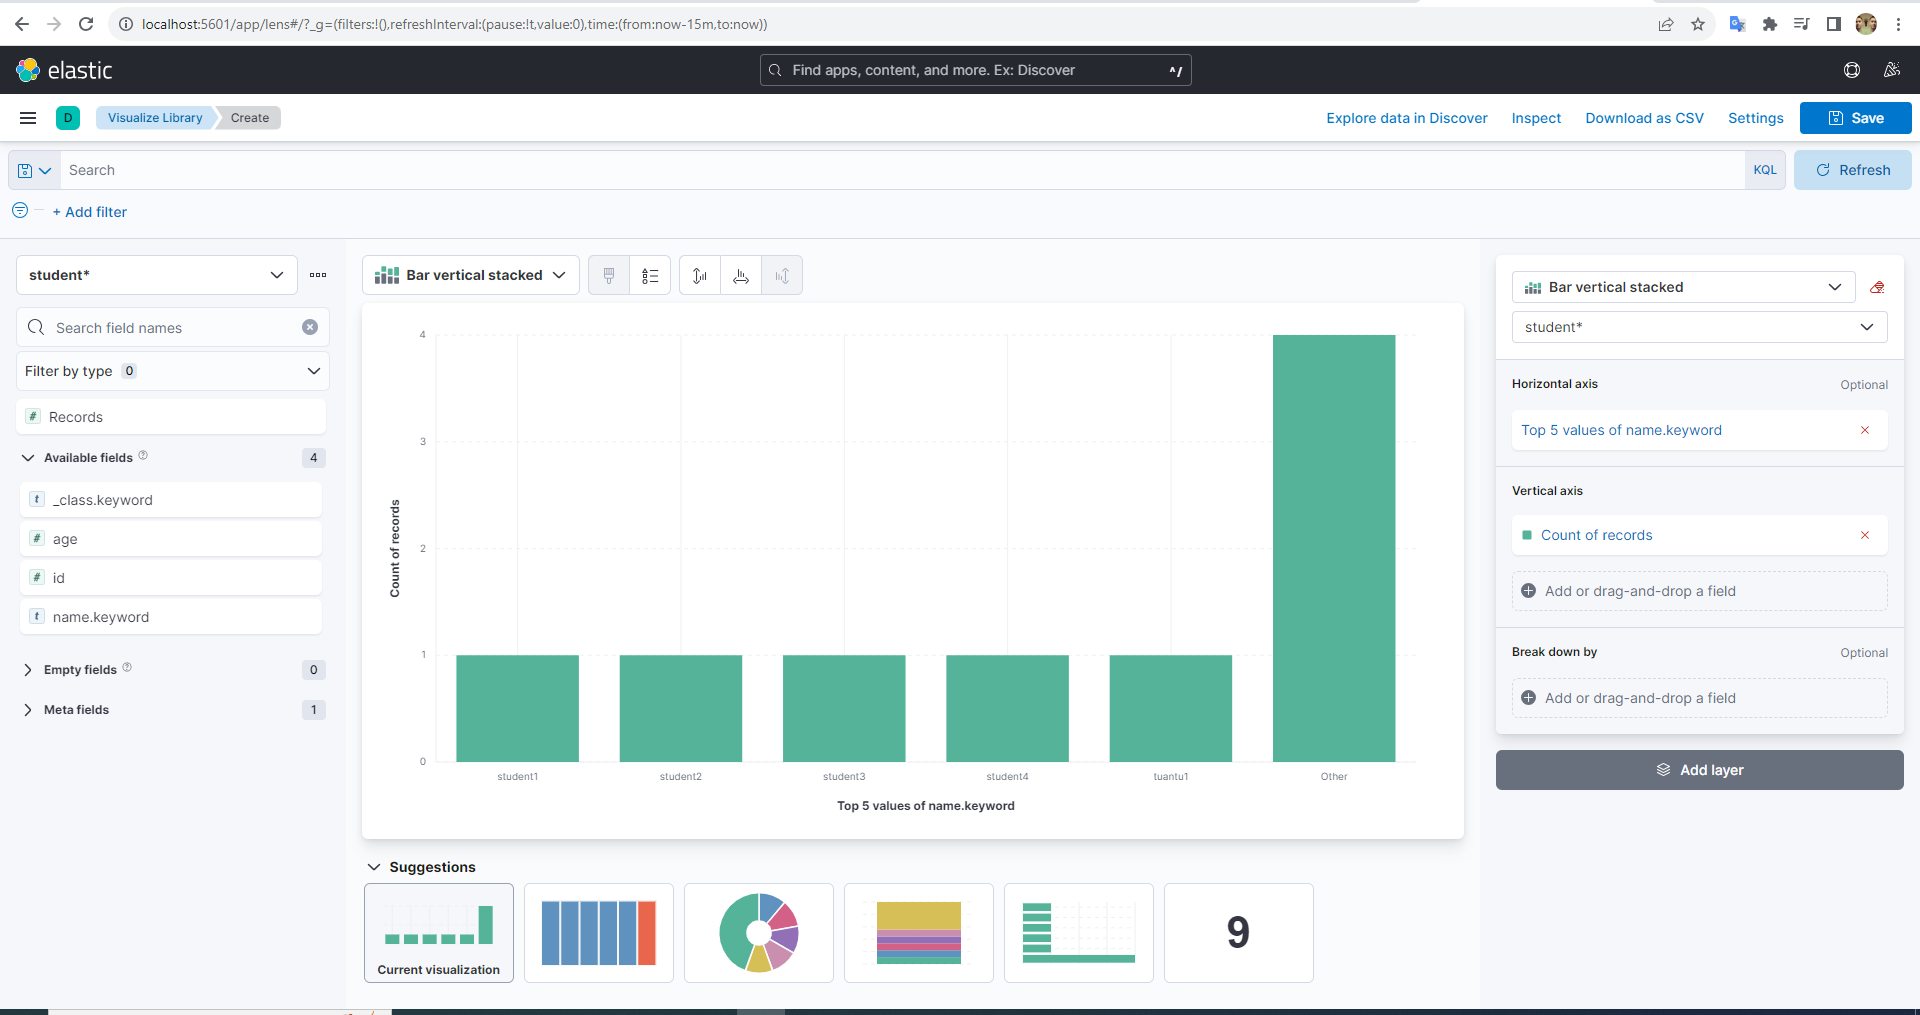 localhost:5601/app/lens#/?_g=(filters:!(),refreshInterval:(pause:!t,value:0),time:(from:now-15m,to:now))
elastic
Find apps, content, and more. Ex: Discover
^/
D
Visualize Library
Create
Explore data in Discover
Inspect
Download as CSV
Settings
Save
Search
KQL
Refresh
+ Add filter
student*
Search field names
Filter by type 0
# Records
Available fields 4
t _class.keyword
# age
# id
t name.keyword
Empty fields 0
Meta fields 1
Bar vertical stacked
4
3
2
1
0
Count of records
student1
student2
student3
student4
tuantu1
Other
Top 5 values of name.keyword
Suggestions
Current visualization
9
Bar vertical stacked
student*
Horizontal axis
Optional
Top 5 values of name.keyword
Vertical axis
Count of records
Add or drag-and-drop a field
Break down by
Optional
Add or drag-and-drop a field
Add layer